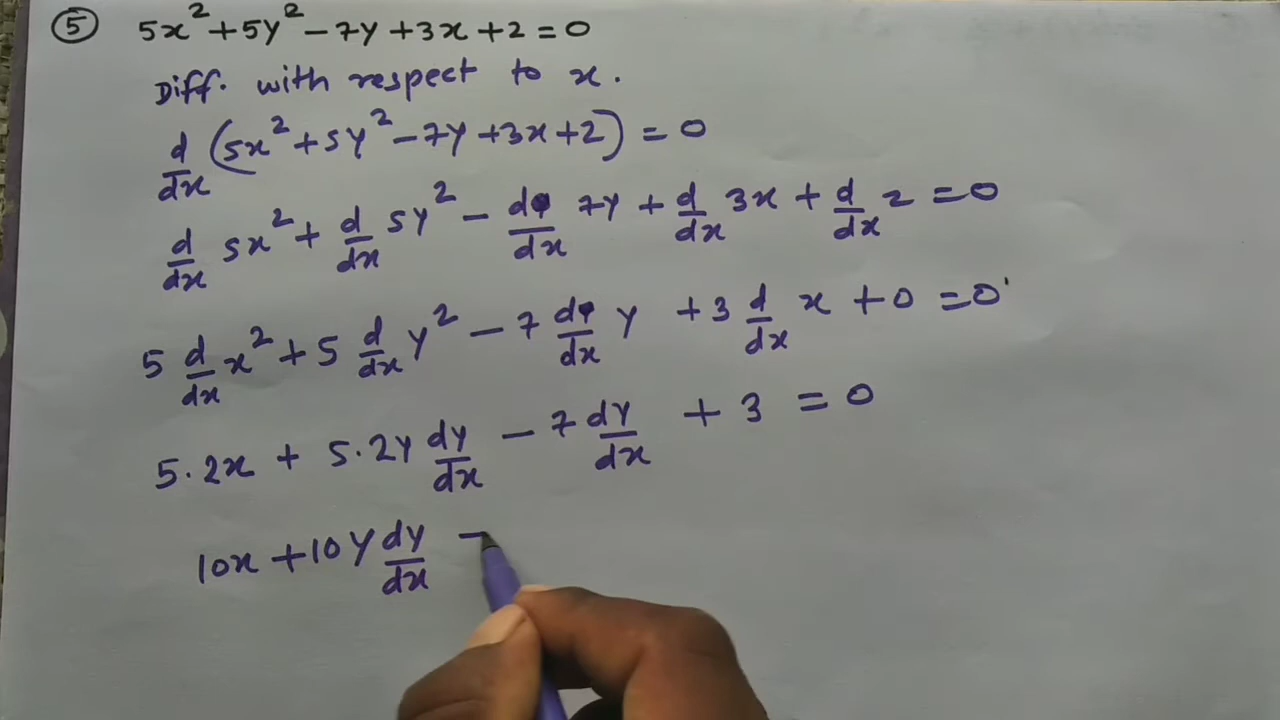 ⑤ 5x² + 5y² - 7y + 3x + 2 = 0
Diff. with respect to x.
d/dx (5x² + 5y² - 7y + 3x + 2) = 0
d/dx 5x² + d/dx 5y² - d/dx 7y + d/dx 3x + d/dx 2 = 0
5 d/dx x² + 5 d/dx y² - 7 d/dx y + 3 d/dx x + 0 = 0
5.2x + 5.2y dy/dx - 7 dy/dx + 3 = 0
10x + 10y dy/dx -